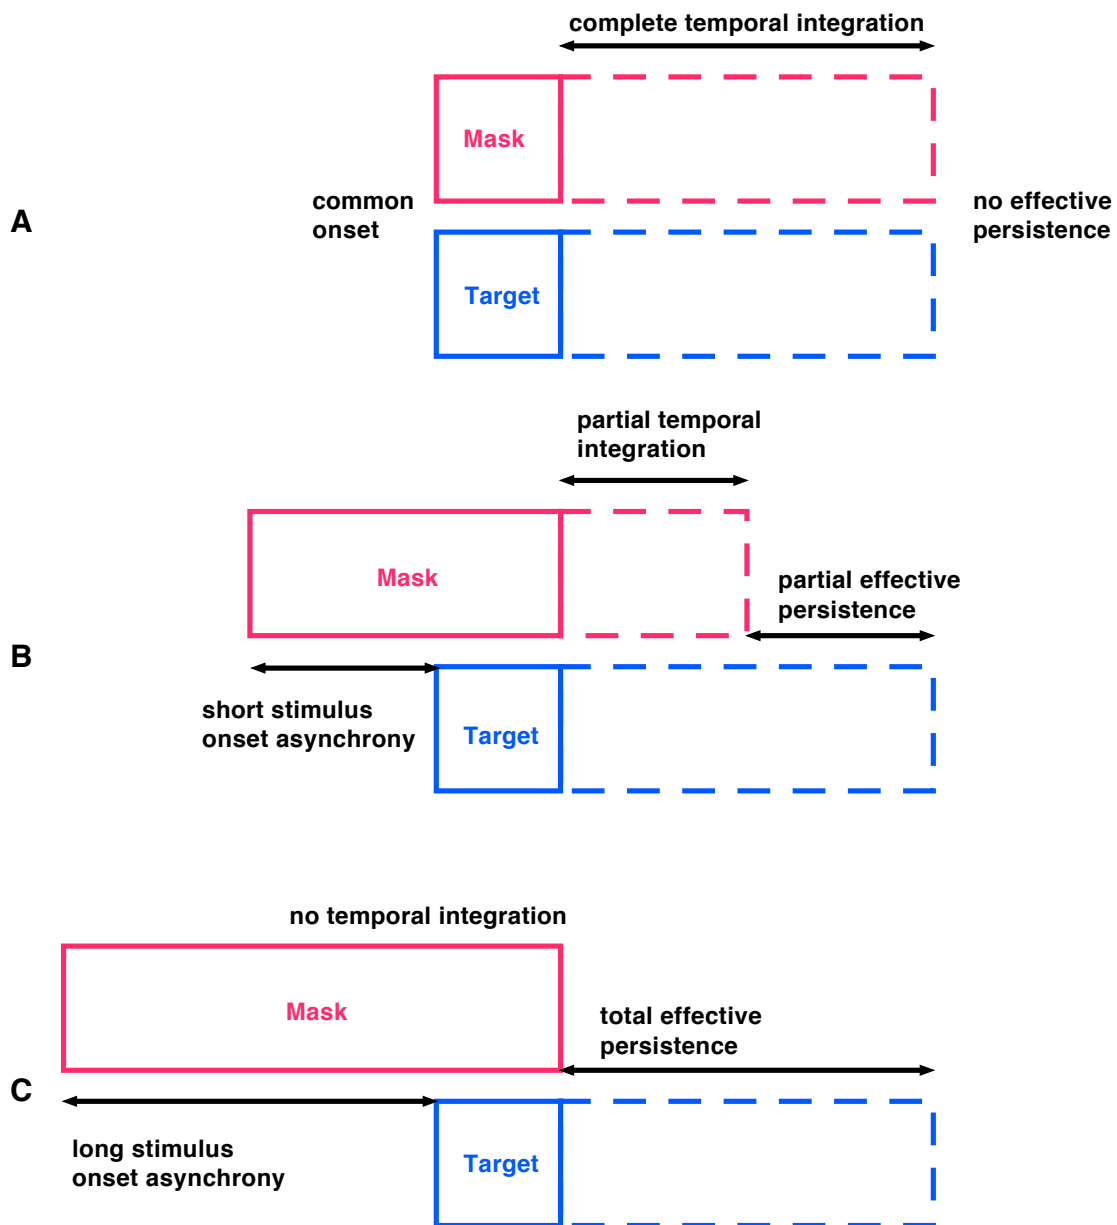 complete temporal integration
Mask
A
common
onset
no effective
persistence
Target
partial temporal
integration
Mask
partial effective
persistence
B
short stimulus
onset asynchrony
Target
no temporal integration
Mask
total effective
persistence
C
long stimulus
onset asynchrony
Target